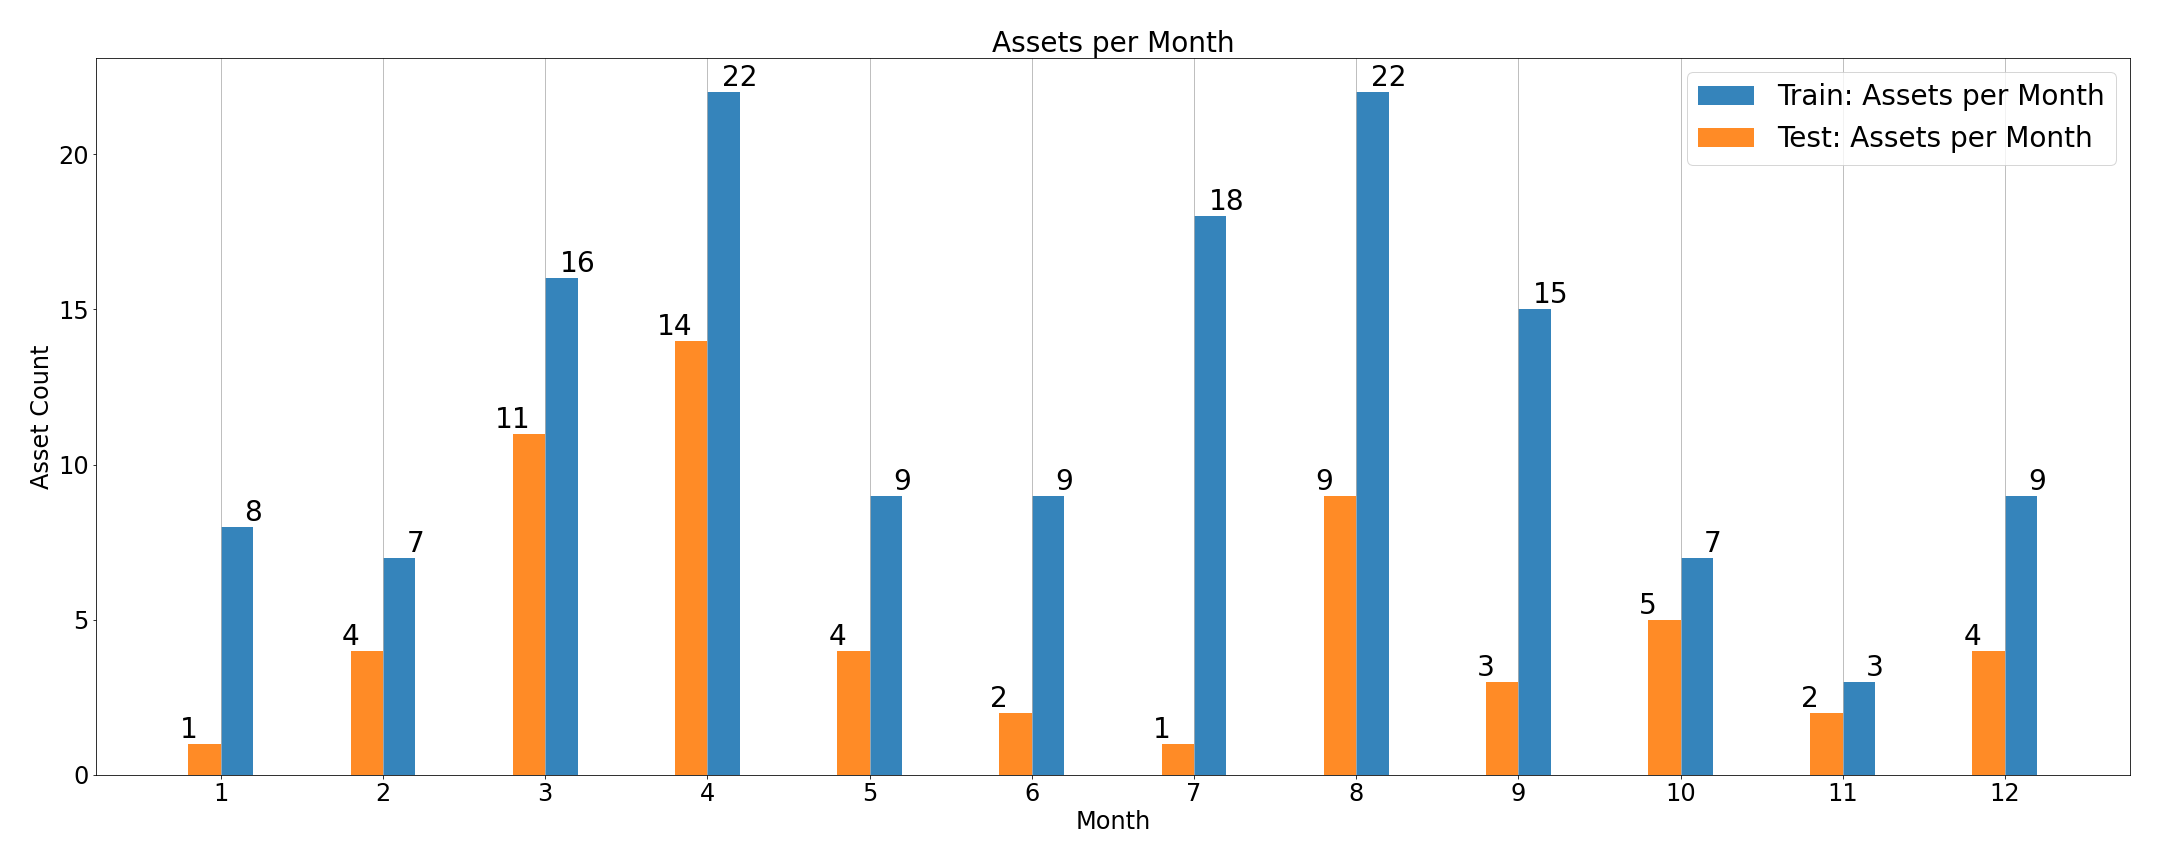 Assets per Month
Train: Assets per Month
Test: Assets per Month
Asset Count
20
15
10
5
0
1 8
4 7
11 16
14 22
4 9
2 9
1 18
9 22
3 15
5 7
2 3
4 9
1 2 3 4 5 6 7 8 9 10 11 12
Month